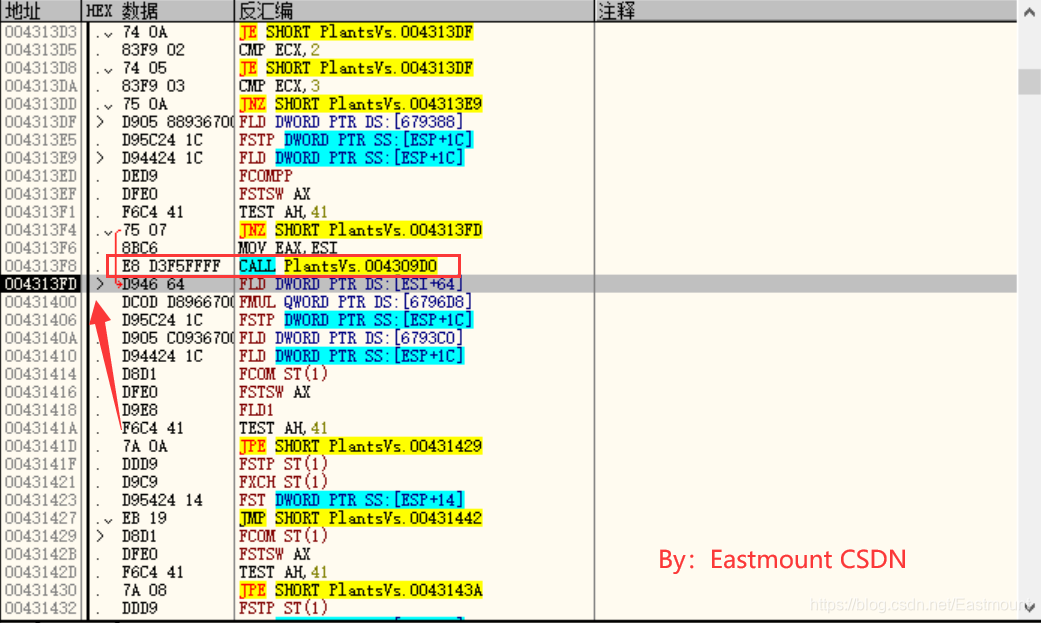 地址 HEX 数据 反汇编 注释
004313D3 . 74 0A JE SHORT PlantsVs.004313DF
004313D5 . 83F9 02 CMP ECX,2
004313D8 . 74 05 JE SHORT PlantsVs.004313DF
004313DA . 83F9 03 CMP ECX,3
004313DD . 75 0A JNZ SHORT PlantsVs.004313E9
004313DF > D905 88936700 FLD DWORD PTR DS:[679388]
004313E5 . D95C24 1C FSTP DWORD PTR SS:[ESP+1C]
004313E9 > D94424 1C FLD DWORD PTR SS:[ESP+1C]
004313ED . DED9 FCOMPP
004313EF . DFE0 FSTSW AX
004313F1 . F6C4 41 TEST AH,41
004313F4 . 75 07 JNZ SHORT PlantsVs.004313FD
004313F6 . 8BC6 MOV EAX,ESI
004313F8 . E8 D3F5FFFF CALL PlantsVs.004309D0
004313FD > D946 64 FLD DWORD PTR DS:[ESI+64]
00431400 . DC0D D8966700 FMUL QWORD PTR DS:[6796D8]
00431406 . D95C24 1C FSTP DWORD PTR SS:[ESP+1C]
0043140A . D905 C0936700 FLD DWORD PTR DS:[6793C0]
00431410 . D94424 1C FLD DWORD PTR SS:[ESP+1C]
00431414 . D8D1 FCOM ST(1)
00431416 . DFE0 FSTSW AX
00431418 . D9E8 FLD1
0043141A . F6C4 41 TEST AH,41
0043141D . 7A 0A JPE SHORT PlantsVs.00431429
0043141F . DDD9 FSTP ST(1)
00431421 . D9C9 FXCH ST(1)
00431423 . D95424 14 FST DWORD PTR SS:[ESP+14]
00431427 . EB 19 JMP SHORT PlantsVs.00431442
00431429 > D8D1 FCOM ST(1)
0043142B . DFE0 FSTSW AX
0043142D . F6C4 41 TEST AH,41
00431430 . 7A 08 JPE SHORT PlantsVs.0043143A
00431432 . DDD9 FSTP ST(1)
By：Eastmount CSDN
https://blog.csdn.net/Eastmount